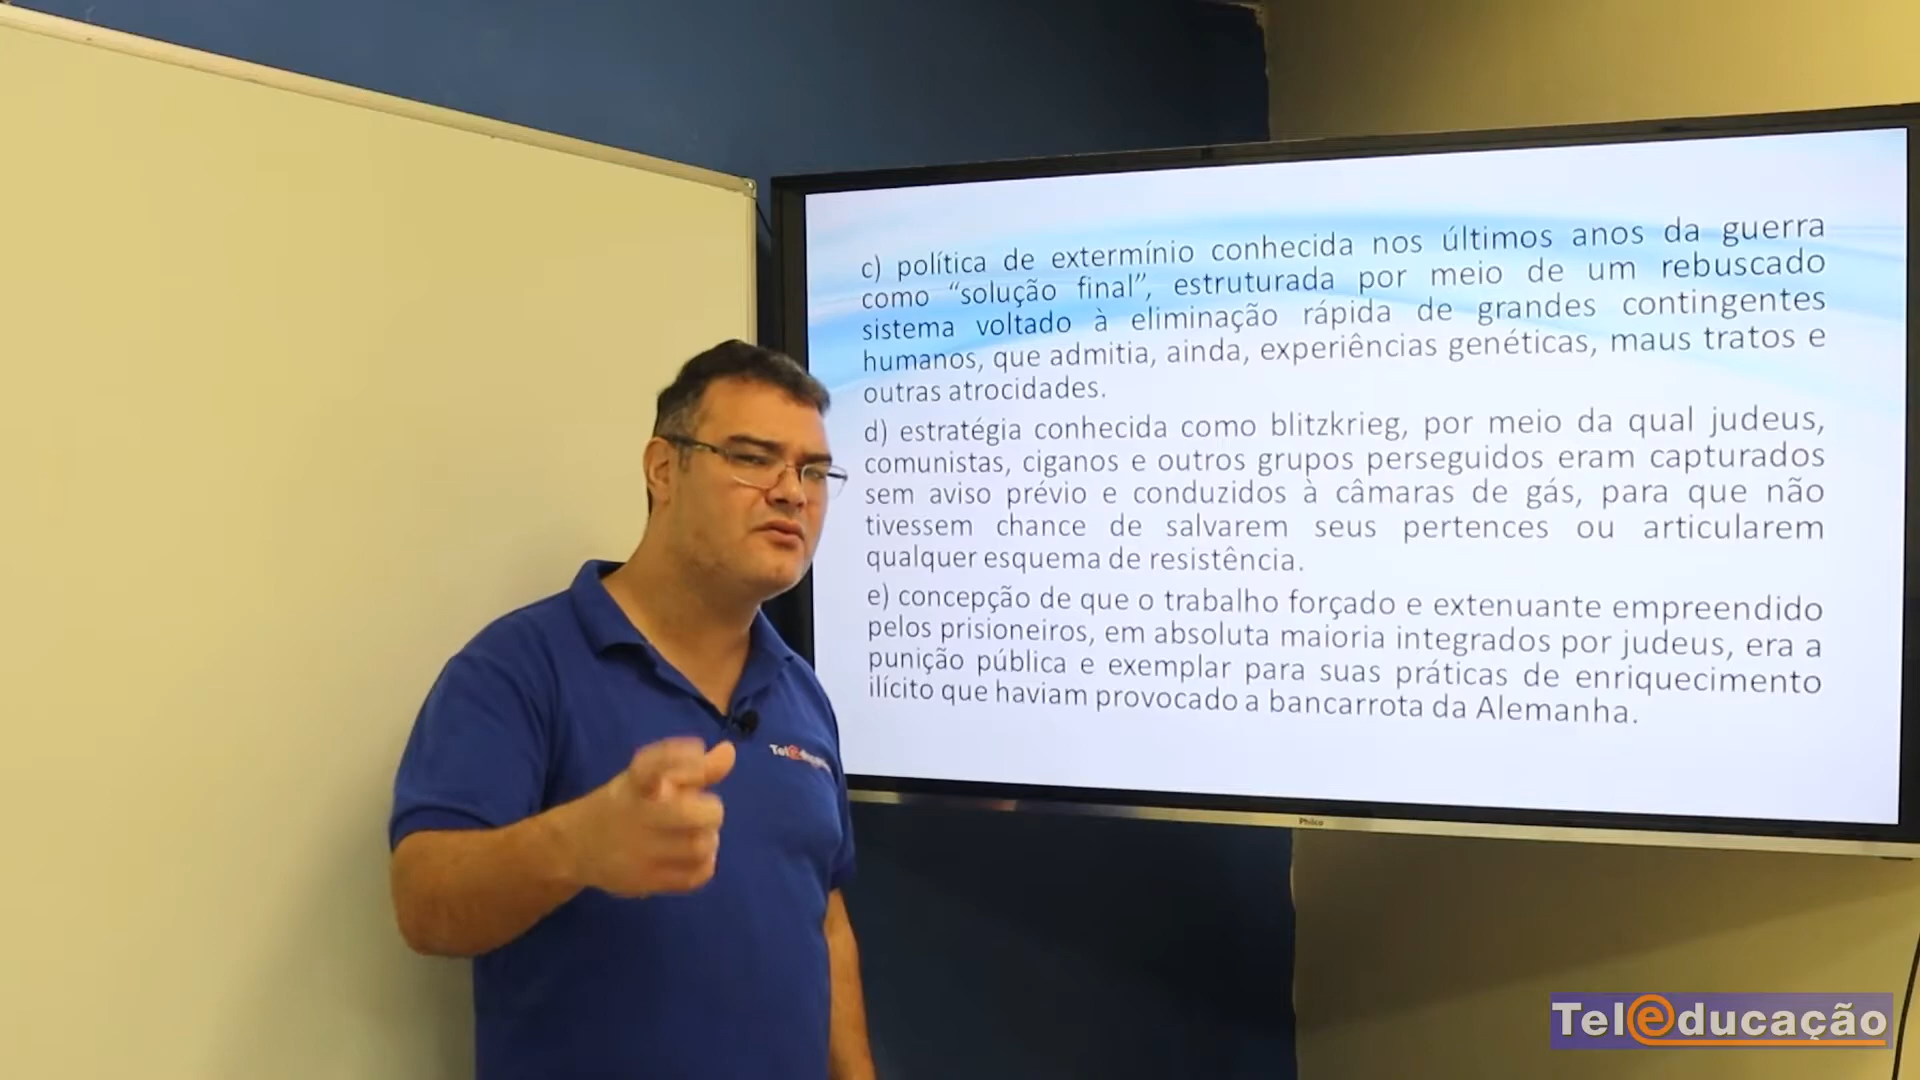 c) política de extermínio conhecida nos últimos anos da guerra
como “solução final”, estruturada por meio de um rebuscado
sistema voltado à eliminação rápida de grandes contingentes
humanos, que admitia, ainda, experiências genéticas, maus tratos e
outras atrocidades.
d) estratégia conhecida como blitzkrieg, por meio da qual judeus,
comunistas, ciganos e outros grupos perseguidos eram capturados
sem aviso prévio e conduzidos à câmaras de gás, para que não
tivessem chance de salvarem seus pertences ou articularem
qualquer esquema de resistência.
e) concepção de que o trabalho forçado e extenuante empreendido
pelos prisioneiros, em absoluta maioria integrados por judeus, era a
punição pública e exemplar para suas práticas de enriquecimento
ilícito que haviam provocado a bancarrota da Alemanha.
Philco
Teleducação